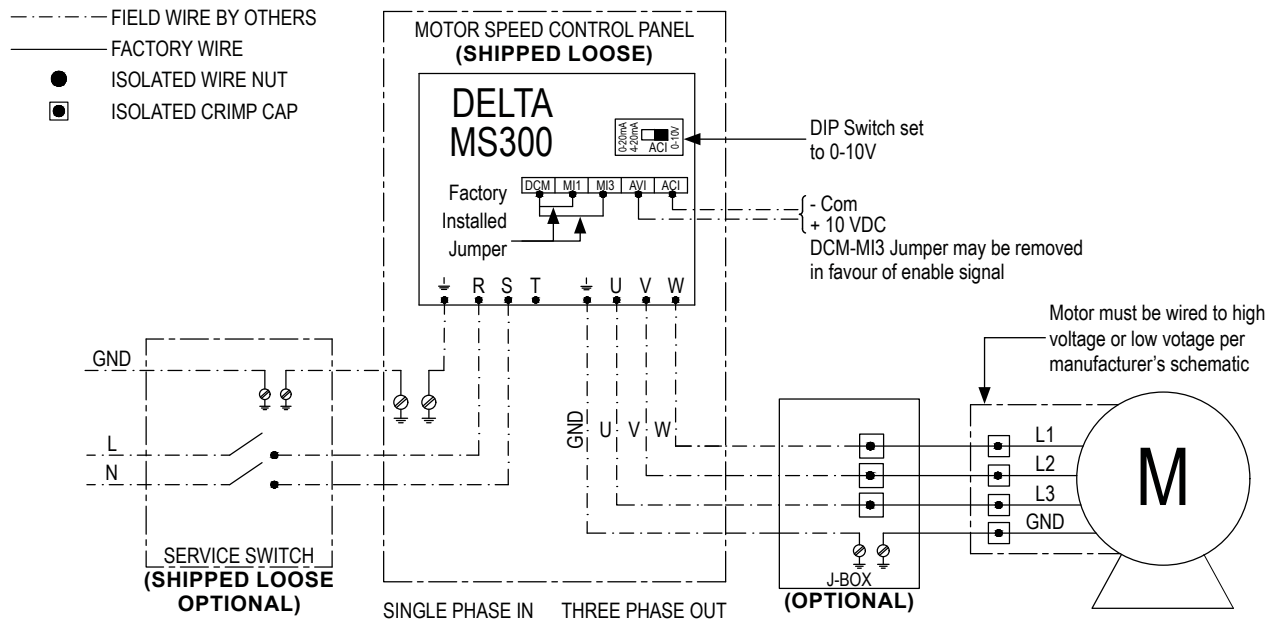 FIELD WIRE BY OTHERS
FACTORY WIRE
ISOLATED WIRE NUT
ISOLATED CRIMP CAP
MOTOR SPEED CONTROL PANEL
(SHIPPED LOOSE)
DELTA
MS300
0-20mA
4-20mA
ACI
0-10V
DIP Switch set
to 0-10V
DCM MI1 MI3 AVI ACI
Factory
Installed
Jumper
- Com
+ 10 VDC
DCM-MI3 Jumper may be removed
in favour of enable signal
R S T U V W
Motor must be wired to high
voltage or low votage per
manufacturer's schematic
GND
L
N
GND
U V W
L1
L2
L3
GND
M
SERVICE SWITCH
(SHIPPED LOOSE
OPTIONAL)
J-BOX
(OPTIONAL)
SINGLE PHASE IN THREE PHASE OUT